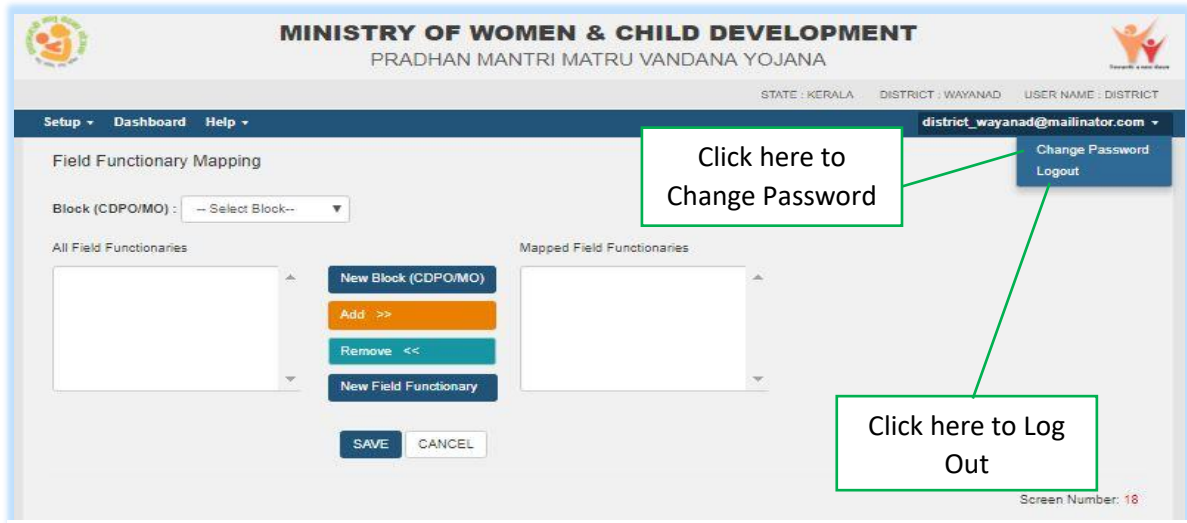 MINISTRY OF WOMEN & CHILD DEVELOPMENT
PRADHAN MANTRI MATRU VANDANA YOJANA
STATE : KERALA DISTRICT : WAYANAD USER NAME : DISTRICT
Setup Dashboard Help district_wayanad@mailinator.com
Change Password
Logout
Field Functionary Mapping
Click here to
Change Password
Block (CDPO/MO) : -- Select Block--
All Field Functionaries
Mapped Field Functionaries
New Block (CDPO/MO)
Add >>
Remove <<
New Field Functionary
SAVE CANCEL
Click here to Log
Out
Screen Number: 18